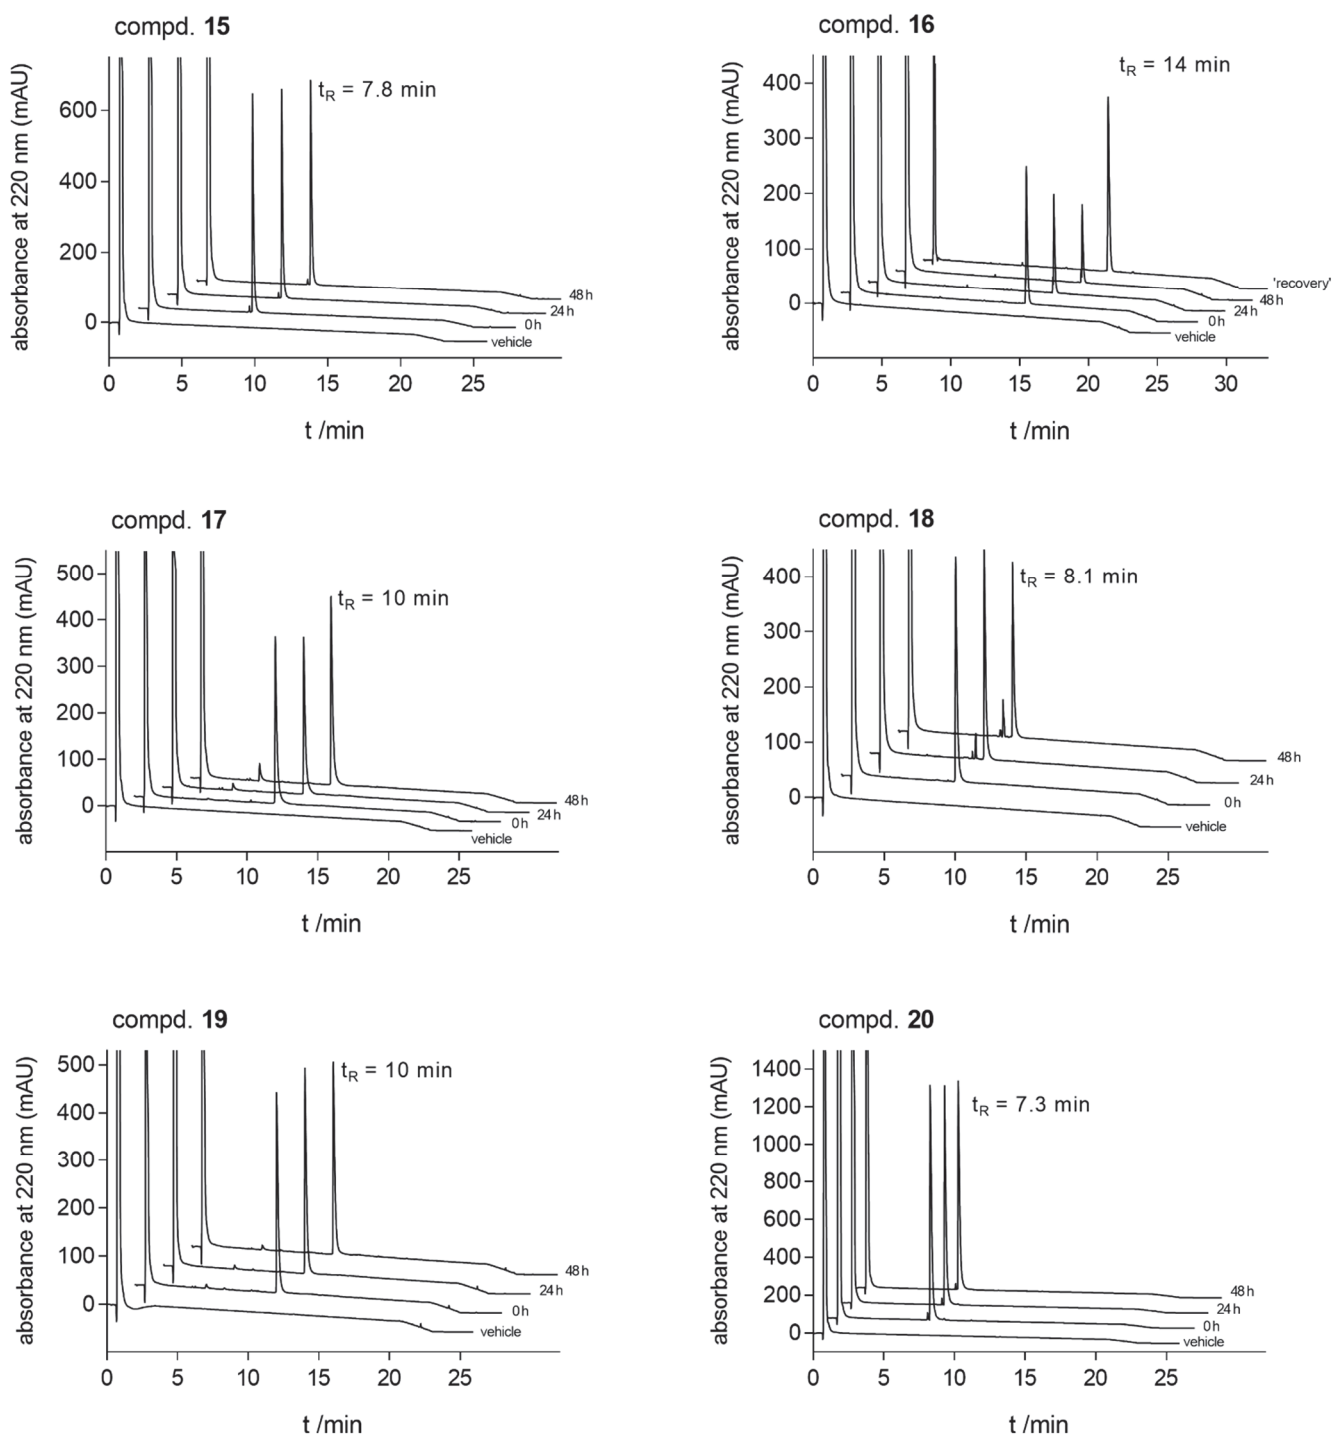 compd. 15
absorbance at 220 nm (mAU)
600
400
200
0
tR = 7.8 min
48 h
24 h
0 h
vehicle
0 5 10 15 20 25
t /min
compd. 16
absorbance at 220 nm (mAU)
400
300
200
100
0
tR = 14 min
'recovery'
48 h
24 h
0 h
vehicle
0 5 10 15 20 25 30
t /min
compd. 17
absorbance at 220 nm (mAU)
500
400
300
200
100
0
tR = 10 min
48 h
24 h
0 h
vehicle
0 5 10 15 20 25
t /min
compd. 18
absorbance at 220 nm (mAU)
400
300
200
100
0
tR = 8.1 min
48 h
24 h
0 h
vehicle
0 5 10 15 20 25
t /min
compd. 19
absorbance at 220 nm (mAU)
500
400
300
200
100
0
tR = 10 min
48 h
24 h
0 h
vehicle
0 5 10 15 20 25
t /min
compd. 20
absorbance at 220 nm (mAU)
1400
1200
1000
800
600
400
200
0
tR = 7.3 min
48 h
24 h
0 h
vehicle
0 5 10 15 20 25
t /min